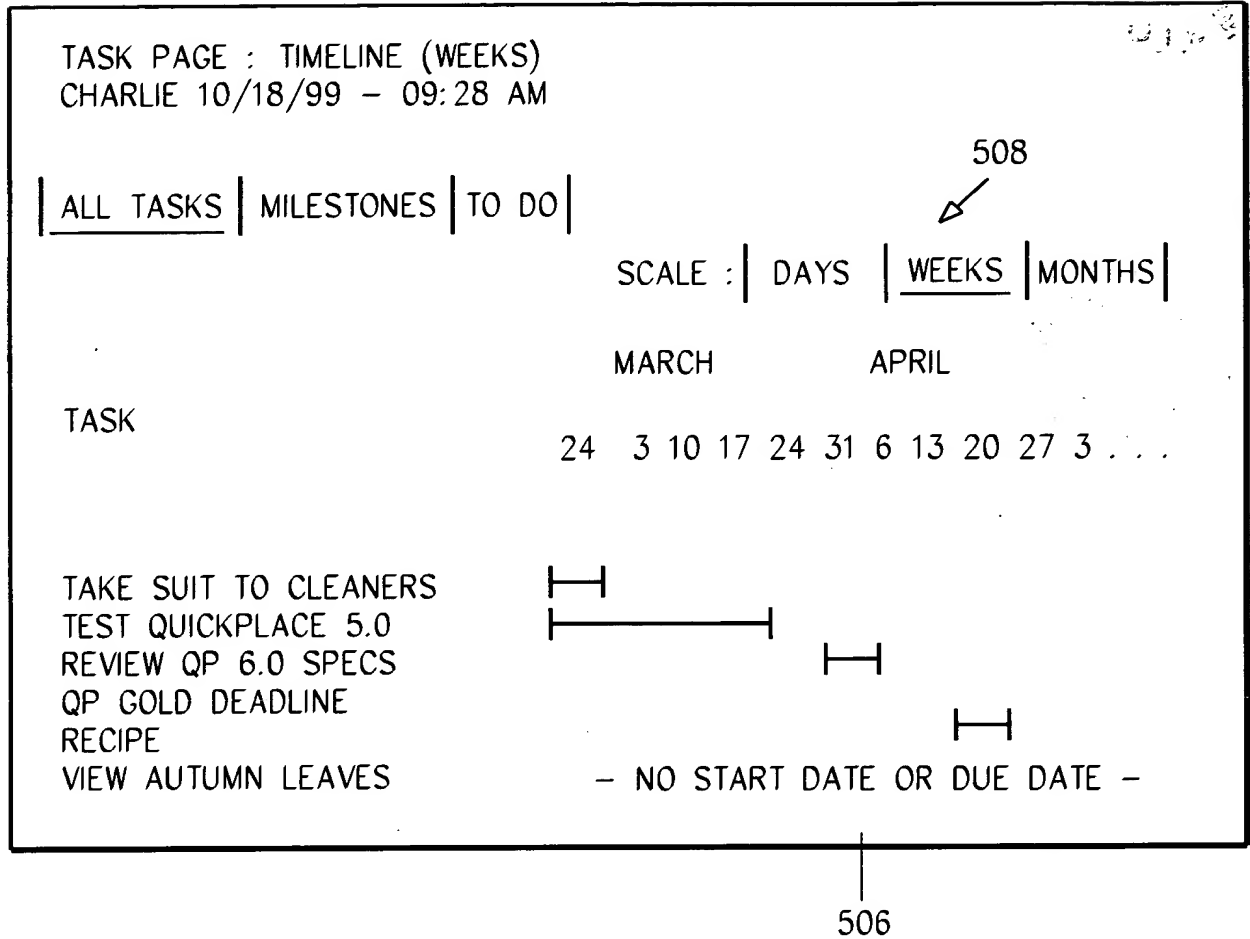 TASK PAGE : TIMELINE (WEEKS)
CHARLIE 10/18/99 – 09:28 AM
508
ALL TASKS | MILESTONES | TO DO |
SCALE : | DAYS | WEEKS | MONTHS |
MARCH APRIL
TASK
24 3 10 17 24 31 6 13 20 27 3 . . .
TAKE SUIT TO CLEANERS
TEST QUICKPLACE 5.0
REVIEW QP 6.0 SPECS
QP GOLD DEADLINE
RECIPE
VIEW AUTUMN LEAVES – NO START DATE OR DUE DATE –
506